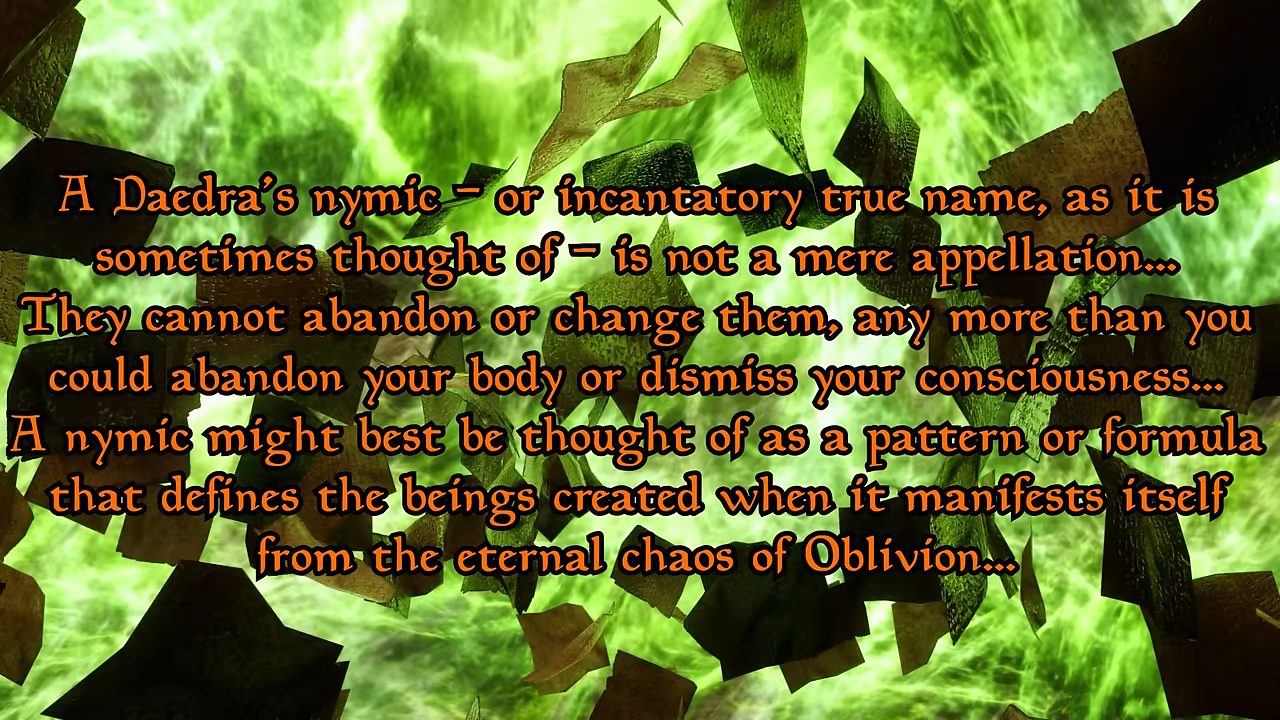 A Daedra's nymic – or incantatory true name, as it is
sometimes thought of – is not a mere appellation...
They cannot abandon or change them, any more than you
could abandon your body or dismiss your consciousness...
A nymic might best be thought of as a pattern or formula
that defines the beings created when it manifests itself
from the eternal chaos of Oblivion...